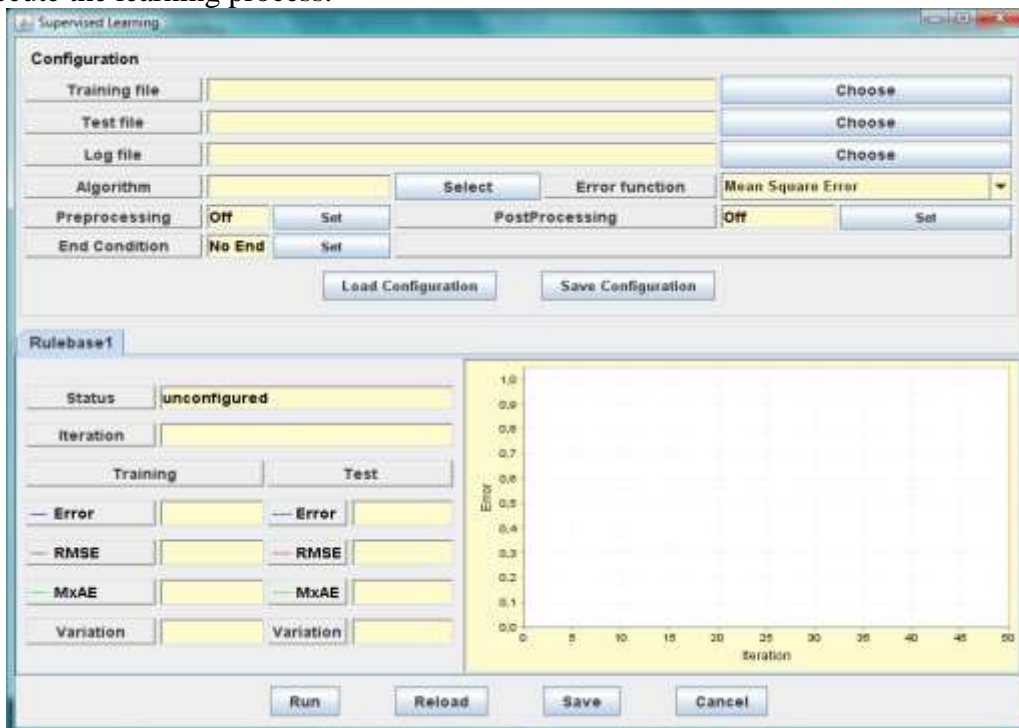 execute the learning process.
Supervised Learning
Configuration
Training file Choose
Test file Choose
Log file Choose
Algorithm Select Error function Mean Square Error
Preprocessing Off Set PostProcessing Off Set
End Condition No End Set
Load Configuration Save Configuration
Rulebase1
Status unconfigured
Iteration
Training Test
Error Error
RMSE RMSE
MxAE MxAE
Variation Variation
1,0
0,9
0,8
0,7
0,6
0,5
0,4
0,3
0,2
0,1
0,0
Error
0 5 10 15 20 25 30 35 40 45 50
Iteration
Run Reload Save Cancel